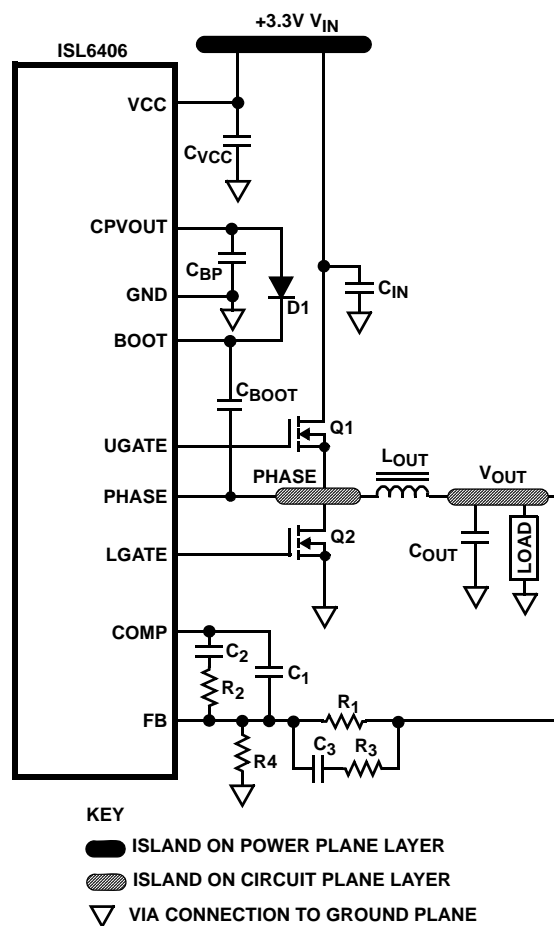 +3.3V VIN
ISL6406
VCC
CVCC
CPVOUT
CBP
D1
CIN
GND
BOOT
CBOOT
UGATE
Q1
PHASE
PHASE
LOUT
VOUT
LGATE
Q2
COUT
LOAD
COMP
C2
C1
R2
FB
R1
R4
C3
R3
KEY
ISLAND ON POWER PLANE LAYER
ISLAND ON CIRCUIT PLANE LAYER
VIA CONNECTION TO GROUND PLANE